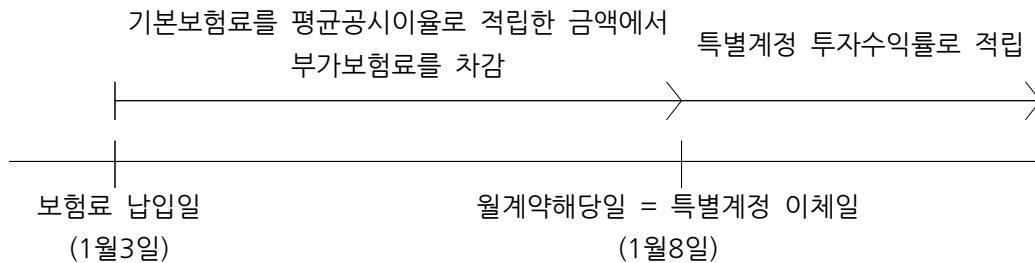 기본보험료를 평균공시이율로 적립한 금액에서
부가보험료를 차감
특별계정 투자수익률로 적립
보험료 납입일
(1월3일)
월계약해당일 = 특별계정 이체일
(1월8일)